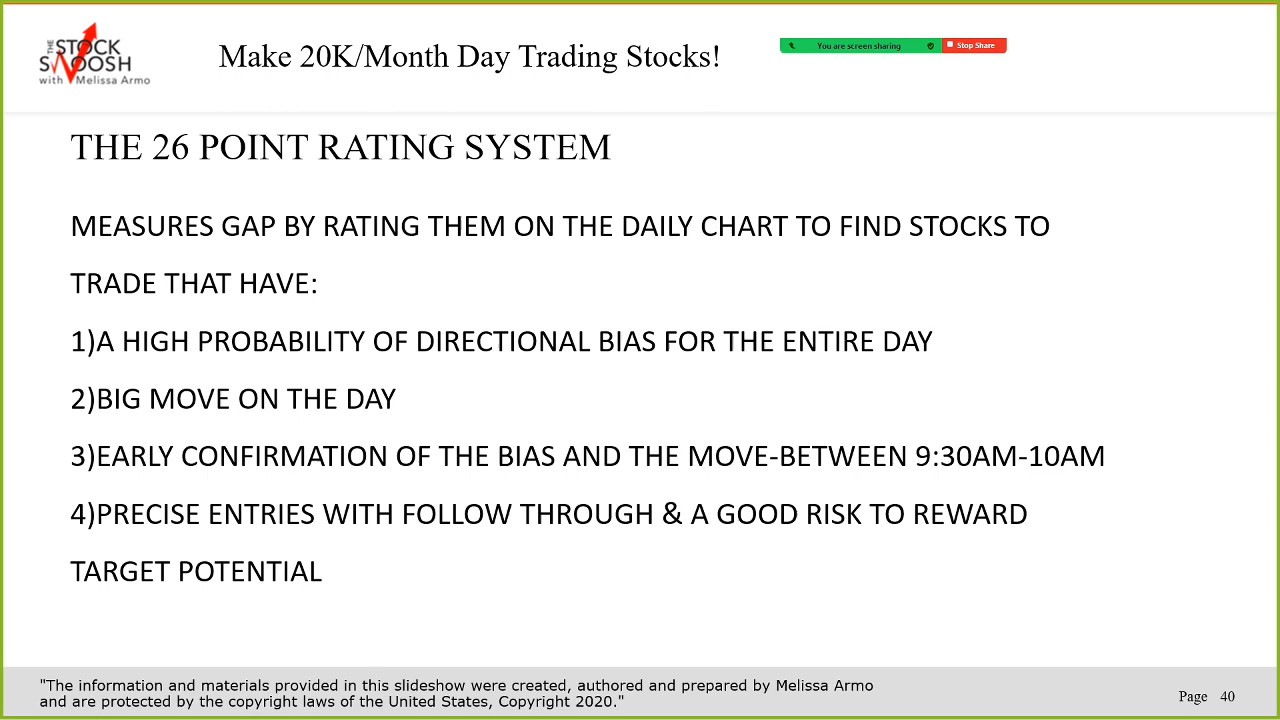 THE
STOCK
SWOOSH
with Melissa Armo
Make 20K/Month Day Trading Stocks!
You are screen sharing
Stop Share
THE 26 POINT RATING SYSTEM
MEASURES GAP BY RATING THEM ON THE DAILY CHART TO FIND STOCKS TO
TRADE THAT HAVE:
1)A HIGH PROBABILITY OF DIRECTIONAL BIAS FOR THE ENTIRE DAY
2)BIG MOVE ON THE DAY
3)EARLY CONFIRMATION OF THE BIAS AND THE MOVE-BETWEEN 9:30AM-10AM
4)PRECISE ENTRIES WITH FOLLOW THROUGH & A GOOD RISK TO REWARD
TARGET POTENTIAL
"The information and materials provided in this slideshow were created, authored and prepared by Melissa Armo
and are protected by the copyright laws of the United States, Copyright 2020."
Page 40